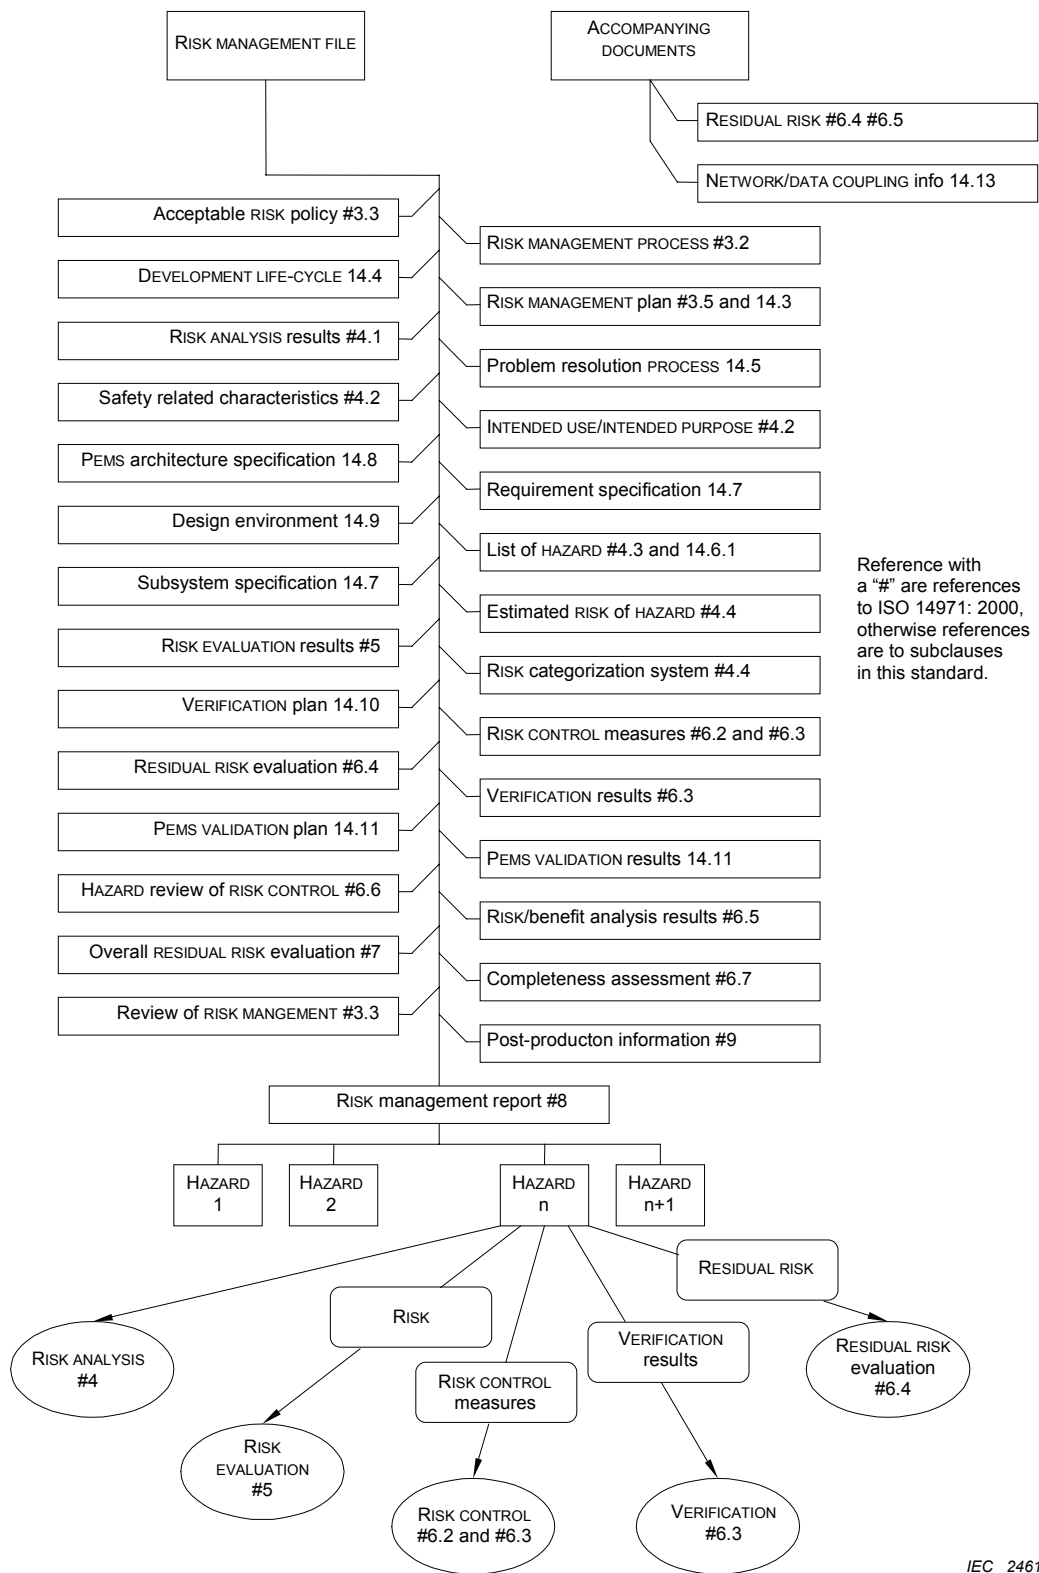 RISK MANAGEMENT FILE
ACCOMPANYING
DOCUMENTS
RESIDUAL RISK #6.4 #6.5
NETWORK/DATA COUPLING info 14.13
Acceptable RISK policy #3.3
RISK MANAGEMENT PROCESS #3.2
DEVELOPMENT LIFE-CYCLE 14.4
RISK MANAGEMENT plan #3.5 and 14.3
RISK ANALYSIS results #4.1
Problem resolution PROCESS 14.5
Safety related characteristics #4.2
INTENDED USE/INTENDED PURPOSE #4.2
PEMS architecture specification 14.8
Requirement specification 14.7
Design environment 14.9
List of HAZARD #4.3 and 14.6.1
Subsystem specification 14.7
Estimated RISK of HAZARD #4.4
RISK EVALUATION results #5
RISK categorization system #4.4
VERIFICATION plan 14.10
RISK CONTROL measures #6.2 and #6.3
RESIDUAL RISK evaluation #6.4
VERIFICATION results #6.3
PEMS VALIDATION plan 14.11
PEMS VALIDATION results 14.11
HAZARD review of RISK CONTROL #6.6
RISK/benefit analysis results #6.5
Overall RESIDUAL RISK evaluation #7
Completeness assessment #6.7
Review of RISK MANGEMENT #3.3
Post-producton information #9
Reference with
a “#” are references
to ISO 14971: 2000,
otherwise references
are to subclauses
in this standard.
RISK management report #8
HAZARD
1
HAZARD
2
HAZARD
n
HAZARD
n+1
RESIDUAL RISK
RISK
VERIFICATION
results
RISK CONTROL
measures
RISK ANALYSIS
#4
RESIDUAL RISK
evaluation
#6.4
RISK
EVALUATION
#5
RISK CONTROL
#6.2 and #6.3
VERIFICATION
#6.3
IEC 2461